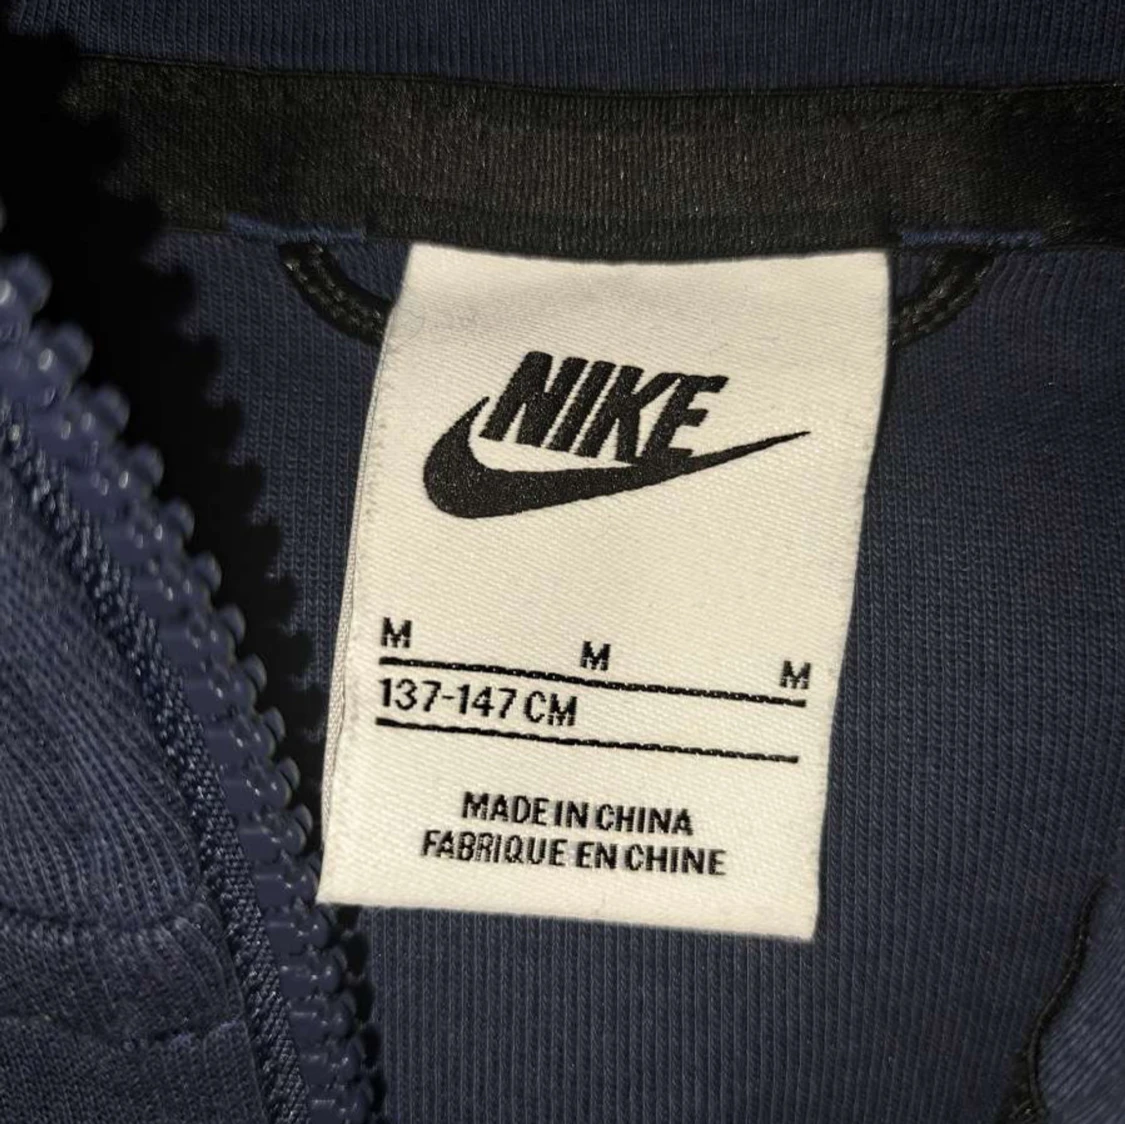 NIKE
M M M
137-147 CM
MADE IN CHINA
FABRIQUE EN CHINE